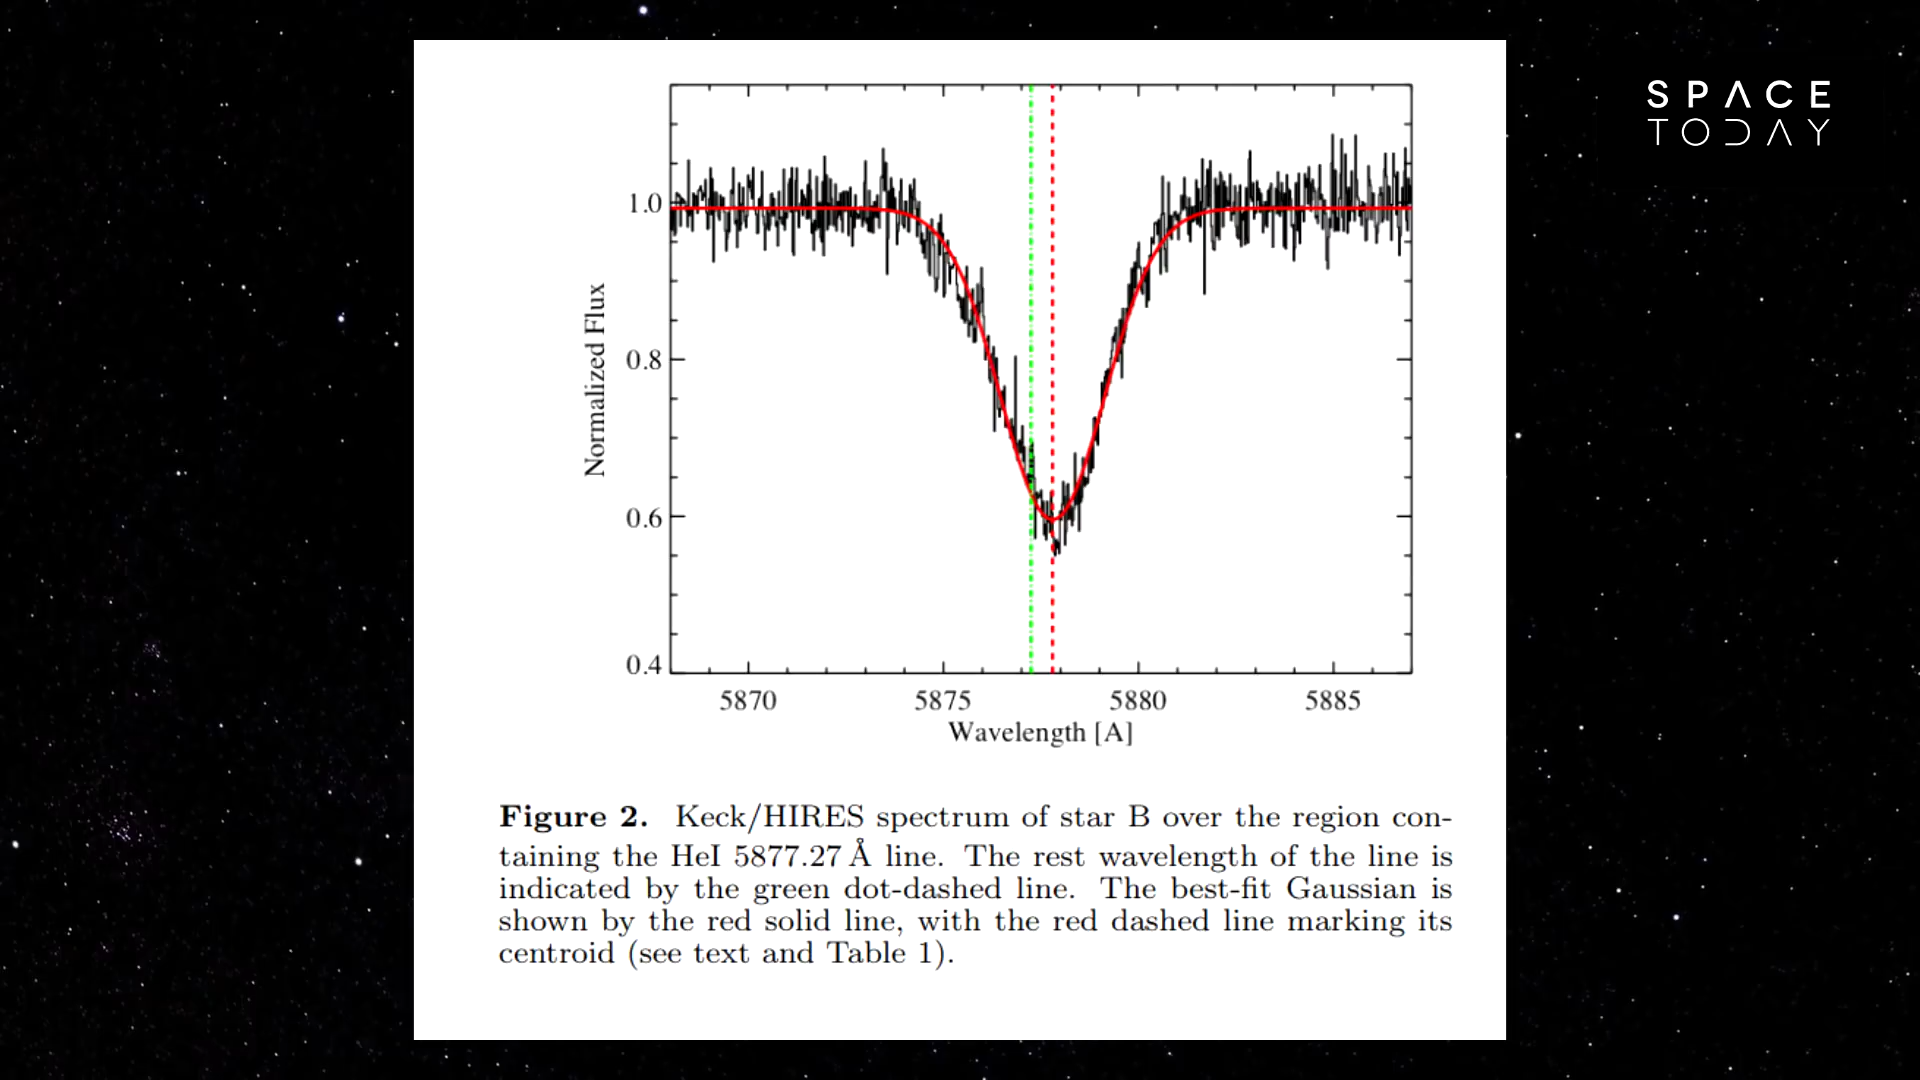 SPACE
TODAY
1.0
0.8
0.6
0.4
Normalized Flux
5870 5875 5880 5885
Wavelength [A]
Figure 2. Keck/HIRES spectrum of star B over the region con-
taining the HeI 5877.27 Å line. The rest wavelength of the line is
indicated by the green dot-dashed line. The best-fit Gaussian is
shown by the red solid line, with the red dashed line marking its
centroid (see text and Table 1).